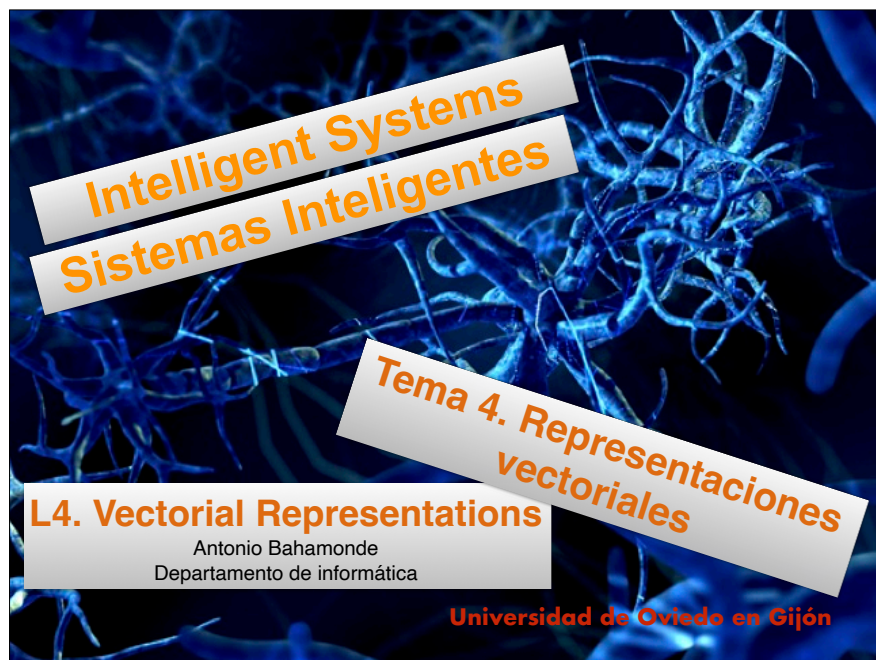 Intelligent Systems
Sistemas Inteligentes
Tema 4. Representaciones
vectoriales
L4. Vectorial Representations
Antonio Bahamonde
Departamento de informática
Universidad de Oviedo en Gijón